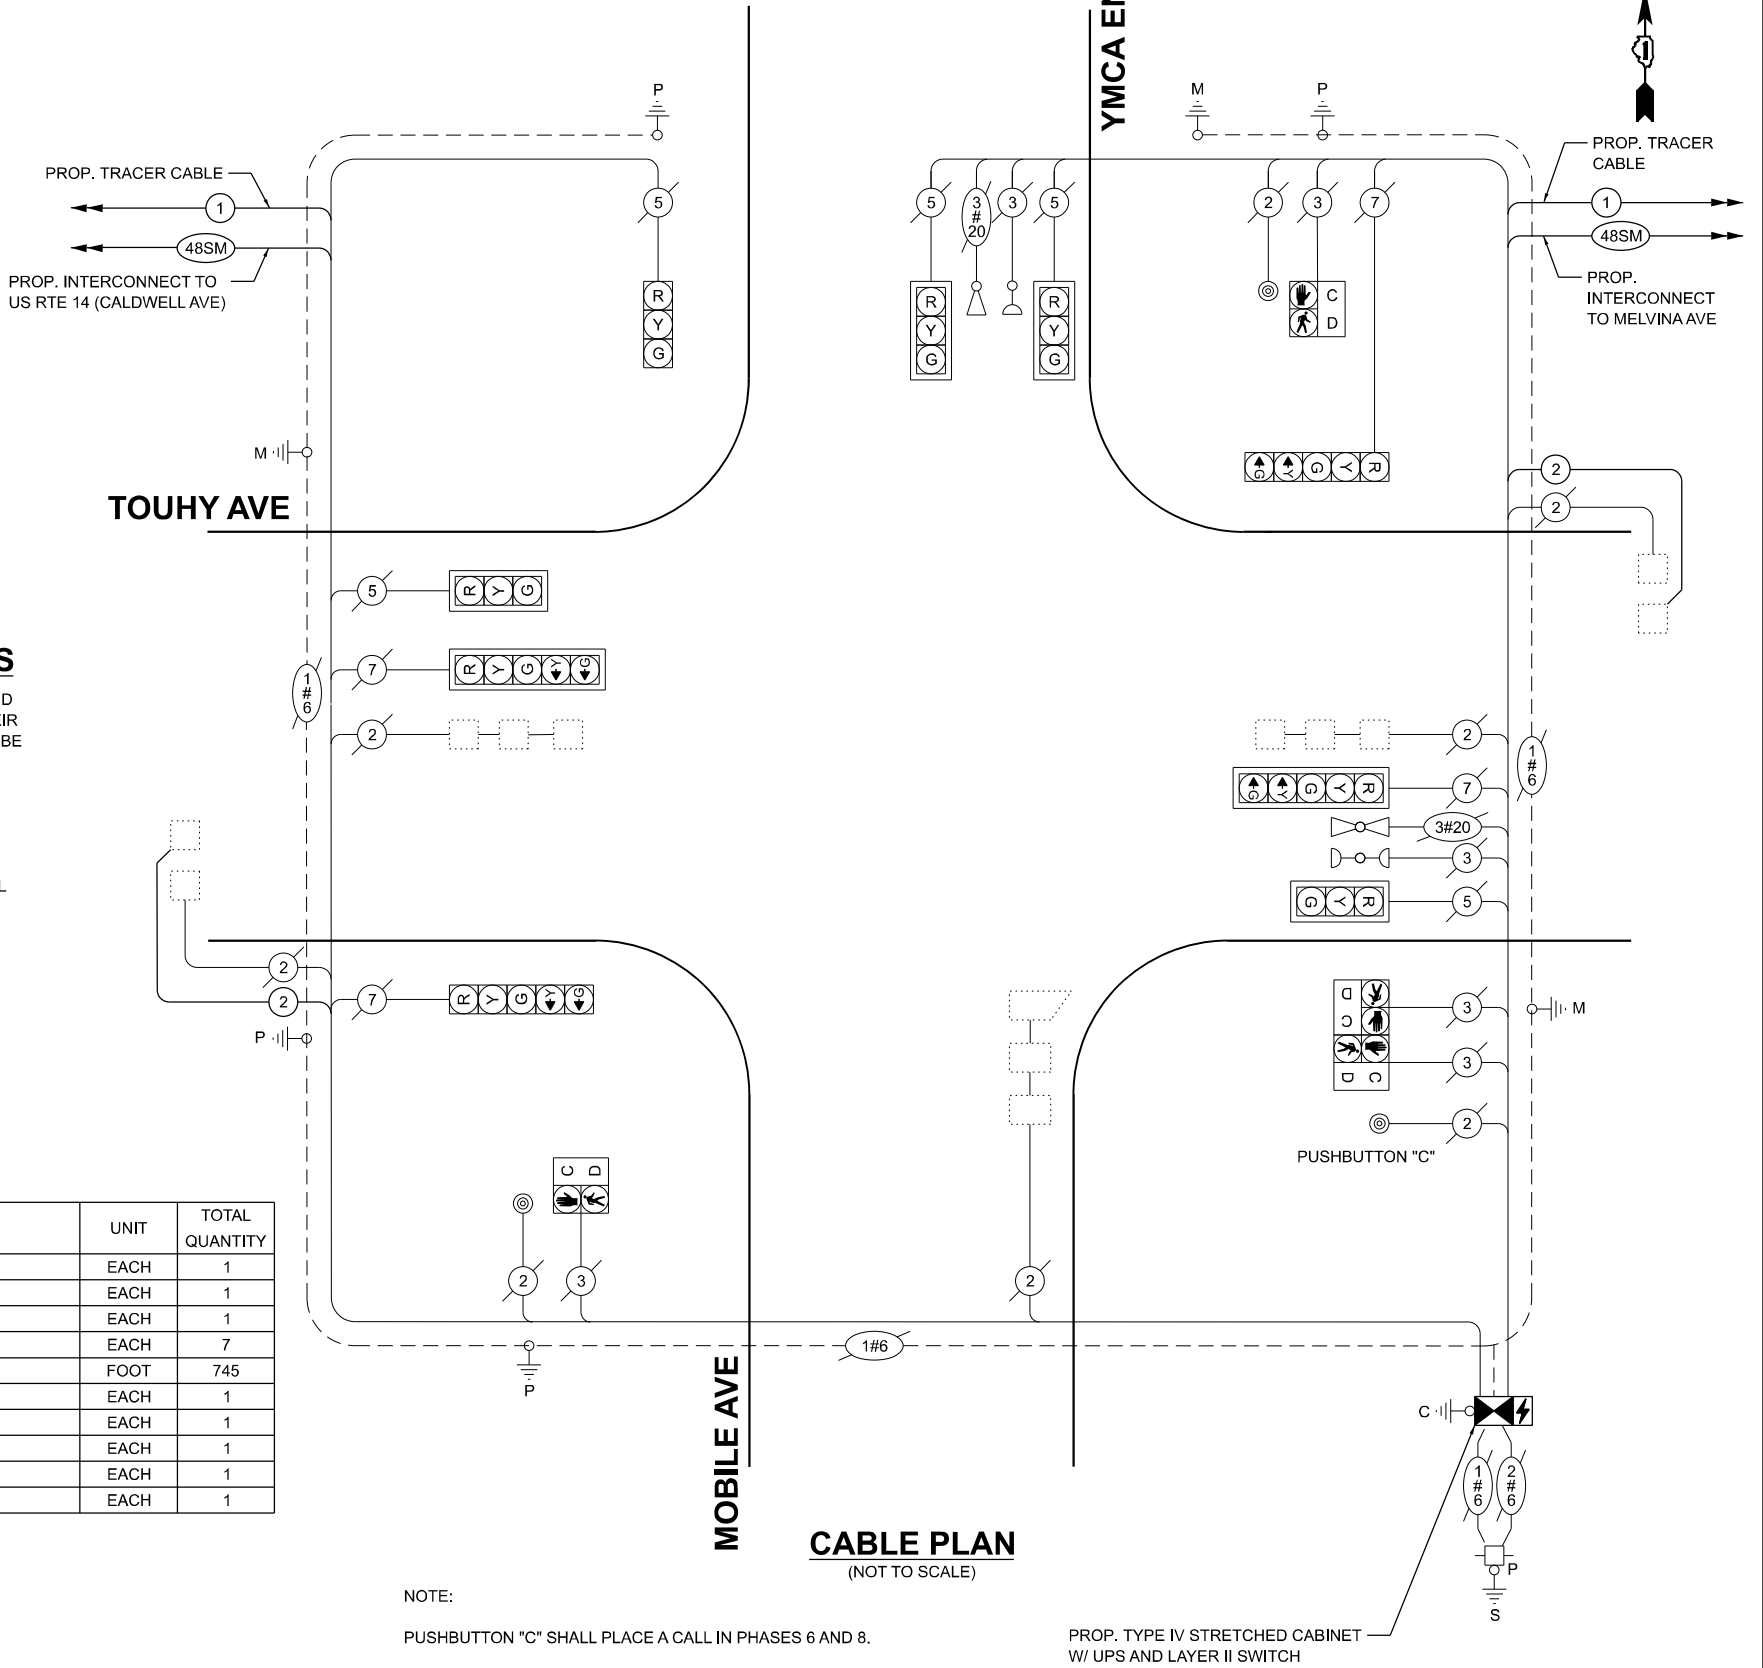 YMCA EN
1
M
P
P
PROP. TRACER CABLE
1
48SM
PROP. INTERCONNECT TO
US RTE 14 (CALDWELL AVE)
5
R
Y
G
5
3
#
20
3
5
R
Y
G
R
Y
G
2
3
7
C
D
PROP. TRACER
CABLE
1
48SM
PROP.
INTERCONNECT
TO MELVINA AVE
M
R Y G Y G
2
2
TOUHY AVE
5
R Y G
7
R Y G Y G
2
1
#
6
S
D
EIR
BE
L
2
7
R Y G Y G
3#20
3
5
R Y G
1
#
6
2
2
7
R Y G Y G
P
D
C
3
3
D C
M
2
PUSHBUTTON "C"
C D
2
3
2
UNIT
TOTAL
QUANTITY
EACH 1
EACH 1
EACH 1
EACH 7
FOOT 745
EACH 1
EACH 1
EACH 1
EACH 1
EACH 1
P
1#6
MOBILE AVE
C
1
#
6
2
#
6
P
S
CABLE PLAN
(NOT TO SCALE)
NOTE:
PUSHBUTTON "C" SHALL PLACE A CALL IN PHASES 6 AND 8.
PROP. TYPE IV STRETCHED CABINET
W/ UPS AND LAYER II SWITCH